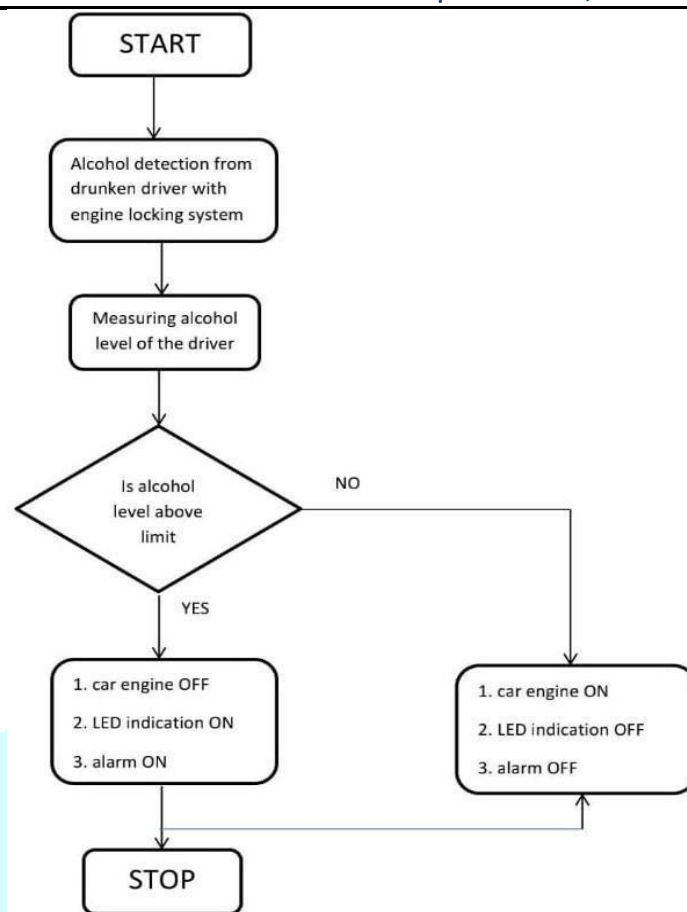 START
Alcohol detection from
drunken driver with
engine locking system
Measuring alcohol
level of the driver
Is alcohol
level above
limit
NO
YES
1. car engine OFF
2. LED indication ON
3. alarm ON
1. car engine ON
2. LED indication OFF
3. alarm OFF
STOP